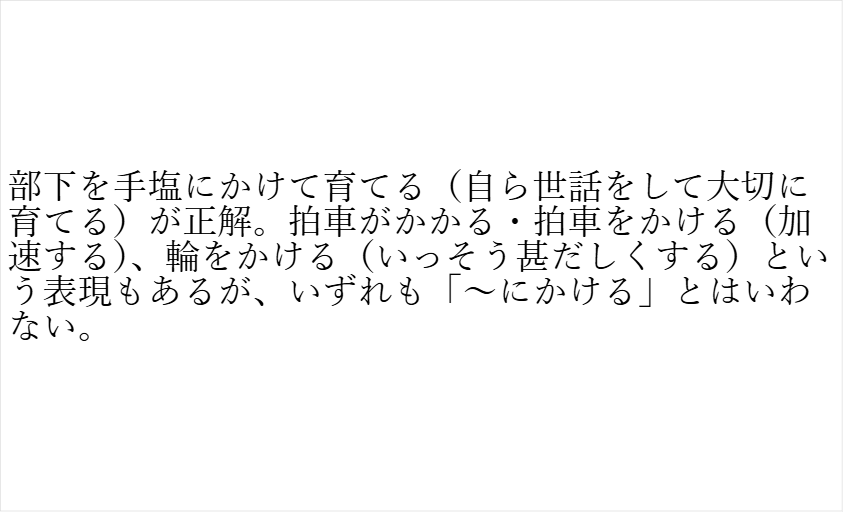 部下を手塩にかけて育てる（自ら世話をして大切に
育てる）が正解。拍車がかかる・拍車をかける（加
速する）、輪をかける（いっそう甚だしくする）とい
う表現もあるが、いずれも「〜にかける」とはいわ
ない。